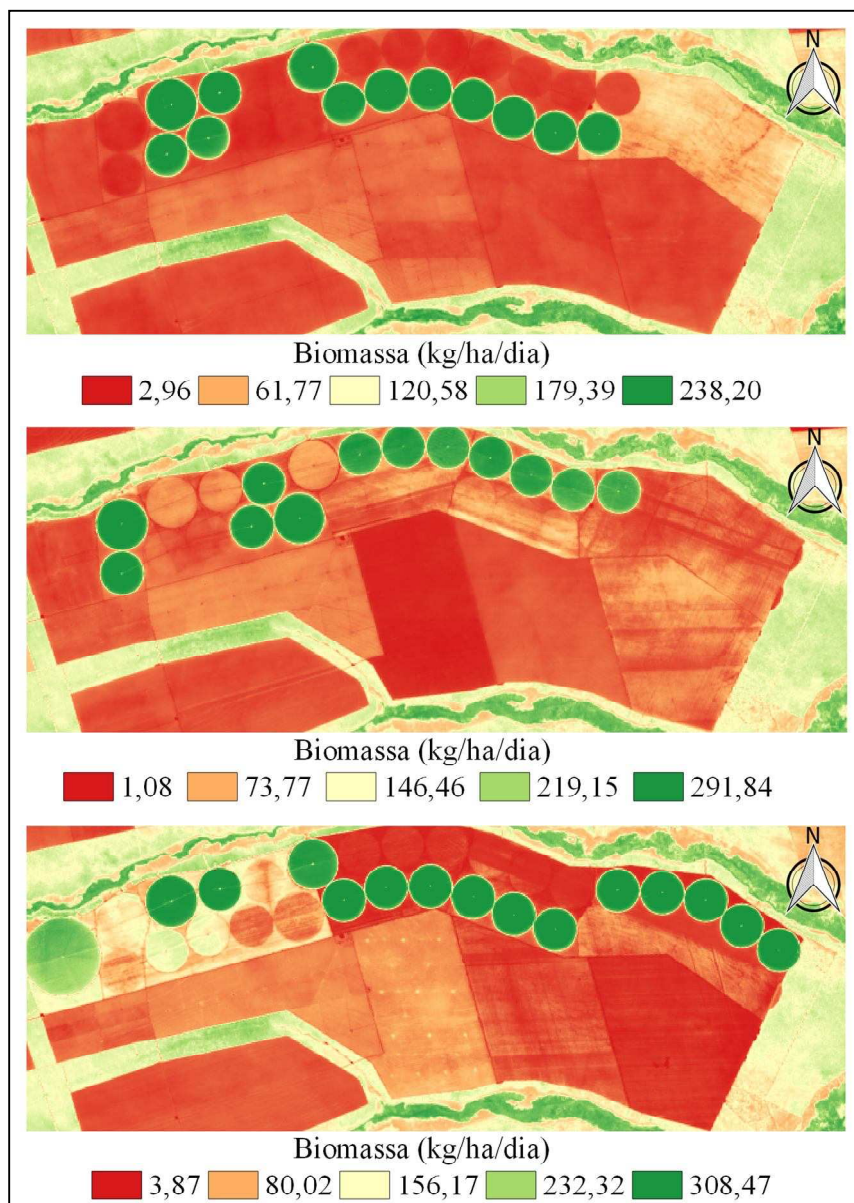 N
Biomassa (kg/ha/dia)
2,96 61,77 120,58 179,39 238,20
N
Biomassa (kg/ha/dia)
1,08 73,77 146,46 219,15 291,84
N
Biomassa (kg/ha/dia)
3,87 80,02 156,17 232,32 308,47